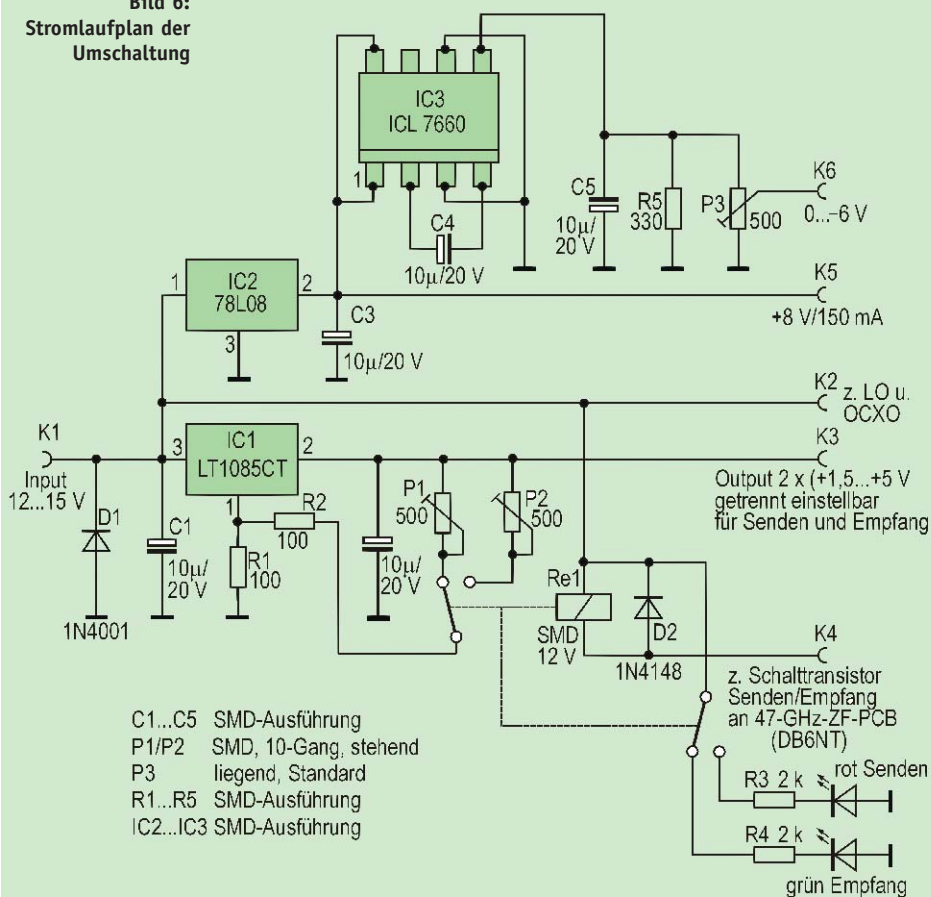 Bild 6:
Stromlaufplan der
Umschaltung
IC3
ICL 7660
1
C4
10µ/20 V
C5
10µ/
20 V
R5
330
P3
500
K6
0...–6 V
1
IC2
78L08
2
3
C3
10µ/20 V
K5
+8 V/150 mA
K2
z. LO u.
OCXO
K1
Input
12...15 V
3
IC1
LT1085CT
2
1
K3
Output 2 x (+1,5...+5 V
getrennt einstellbar
für Senden und Empfang
D1
1N4001
C1
10µ/
20 V
R1
100
R2
100
10µ/
20 V
P1
500
P2
500
Re1
SMD
12 V
D2
1N4148
K4
z. Schalttransistor
Senden/Empfang
an 47-GHz-ZF-PCB
(DB6NT)
C1...C5 SMD-Ausführung
P1/P2 SMD, 10-Gang, stehend
P3 liegend, Standard
R1...R5 SMD-Ausführung
IC2...IC3 SMD-Ausführung
R3 2 k
rot Senden
R4 2 k
grün Empfang